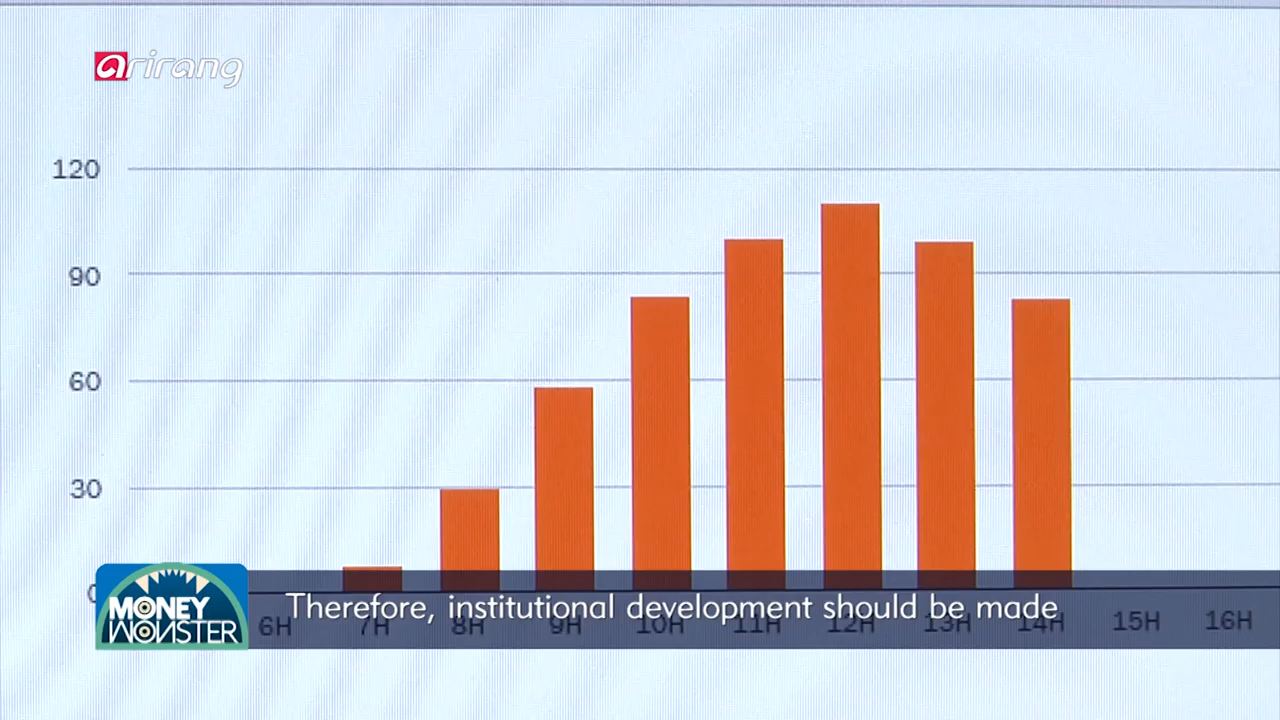 arirang
120
90
60
30
0
6H 7H 8H 9H 10H 11H 12H 13H 14H 15H 16H
MONEY
MONSTER
Therefore, institutional development should be made